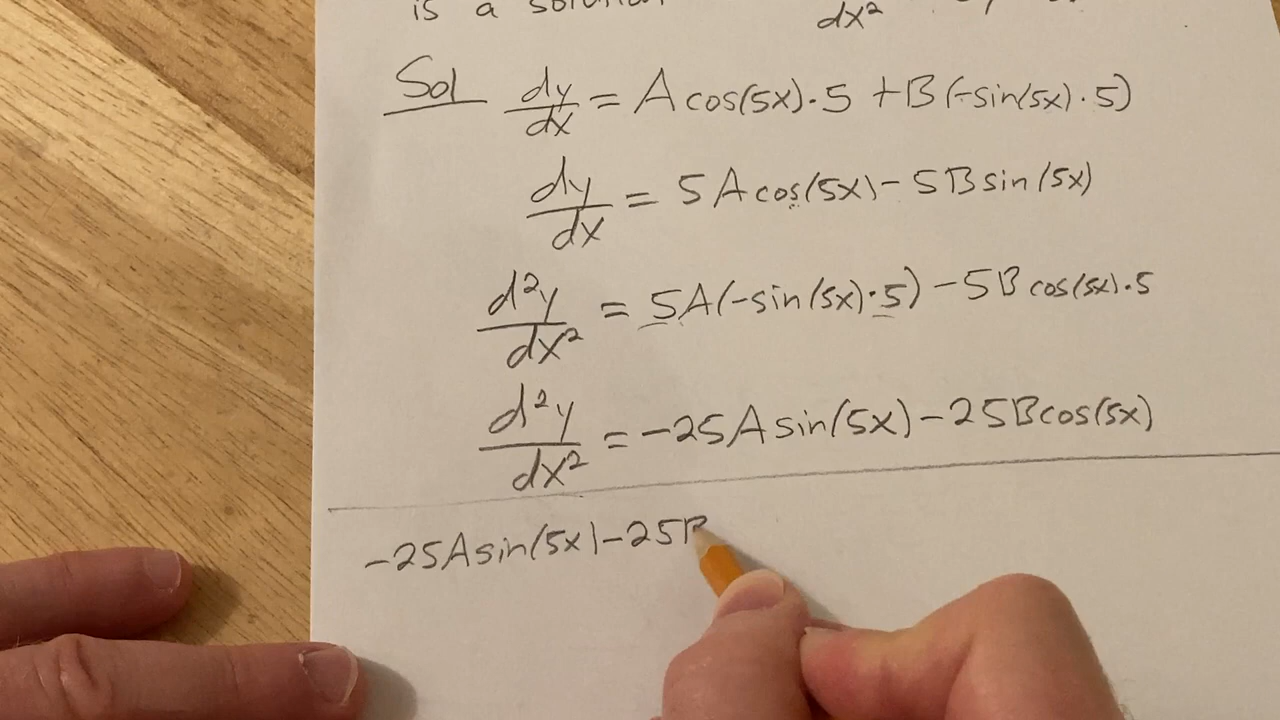 is a
dx²
Sol dy/dx = A cos(5x)·5 + B(-sin(5x)·5)
dy/dx = 5A cos(5x) - 5B sin(5x)
d²y/dx² = 5A(-sin(5x)·5) - 5B cos(5x)·5
d²y/dx² = -25A sin(5x) - 25B cos(5x)
-25A sin(5x) - 25B